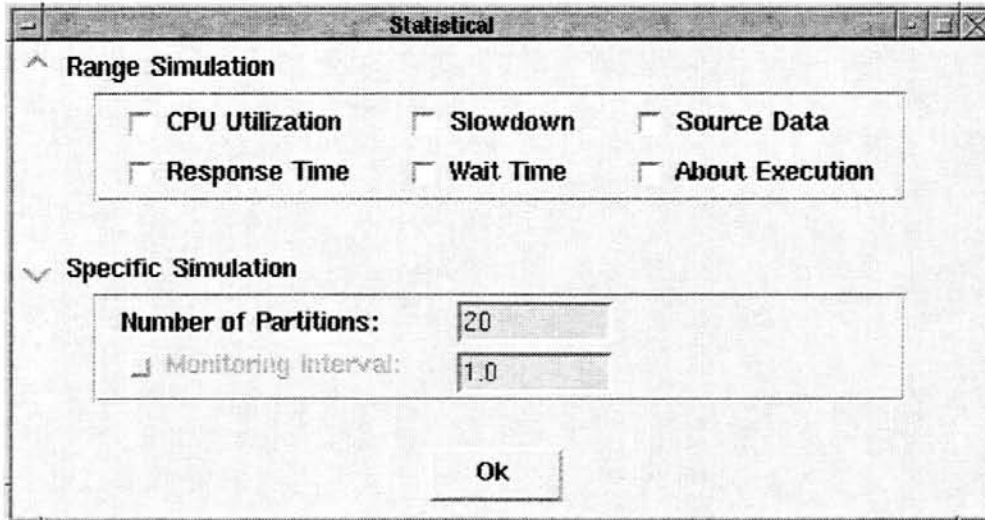 Statistical
Range Simulation
CPU Utilization Slowdown Source Data
Response Time Wait Time About Execution
Specific Simulation
Number of Partitions: 20
Monitoring Interval: 1.0
Ok